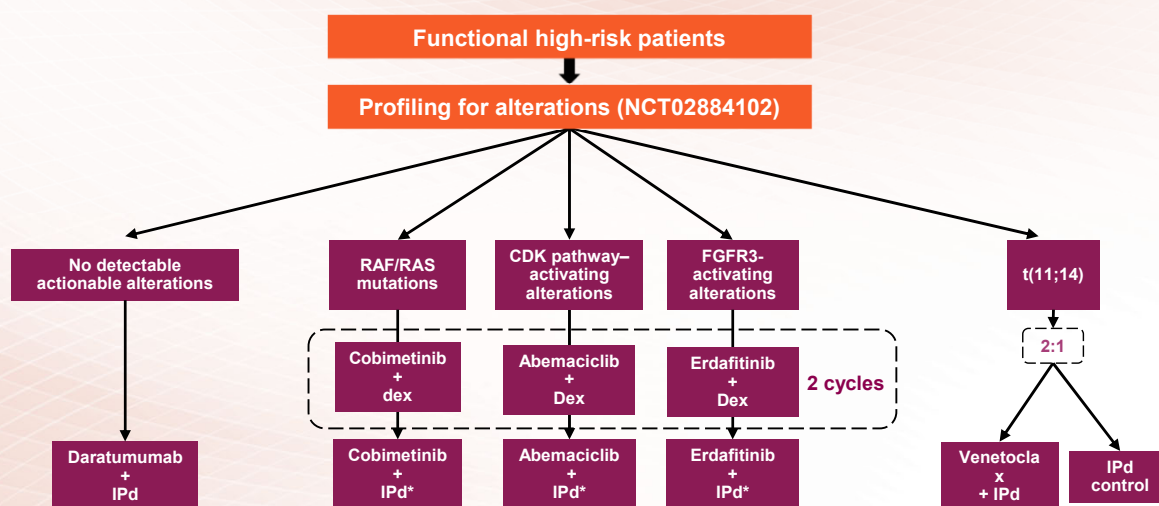 Functional high-risk patients
Profiling for alterations (NCT02884102)
No detectable
actionable alterations
RAF/RAS
mutations
CDK pathway–
activating
alterations
FGFR3-
activating
alterations
t(11;14)
Cobimetinib
+
dex
Abemaciclib
+
Dex
Erdafitinib
+
Dex
2 cycles
2:1
Daratumumab
+
IPd
Cobimetinib
+
IPd*
Abemaciclib
+
IPd*
Erdafitinib
+
IPd*
Venetocla
x
+ IPd
IPd
control